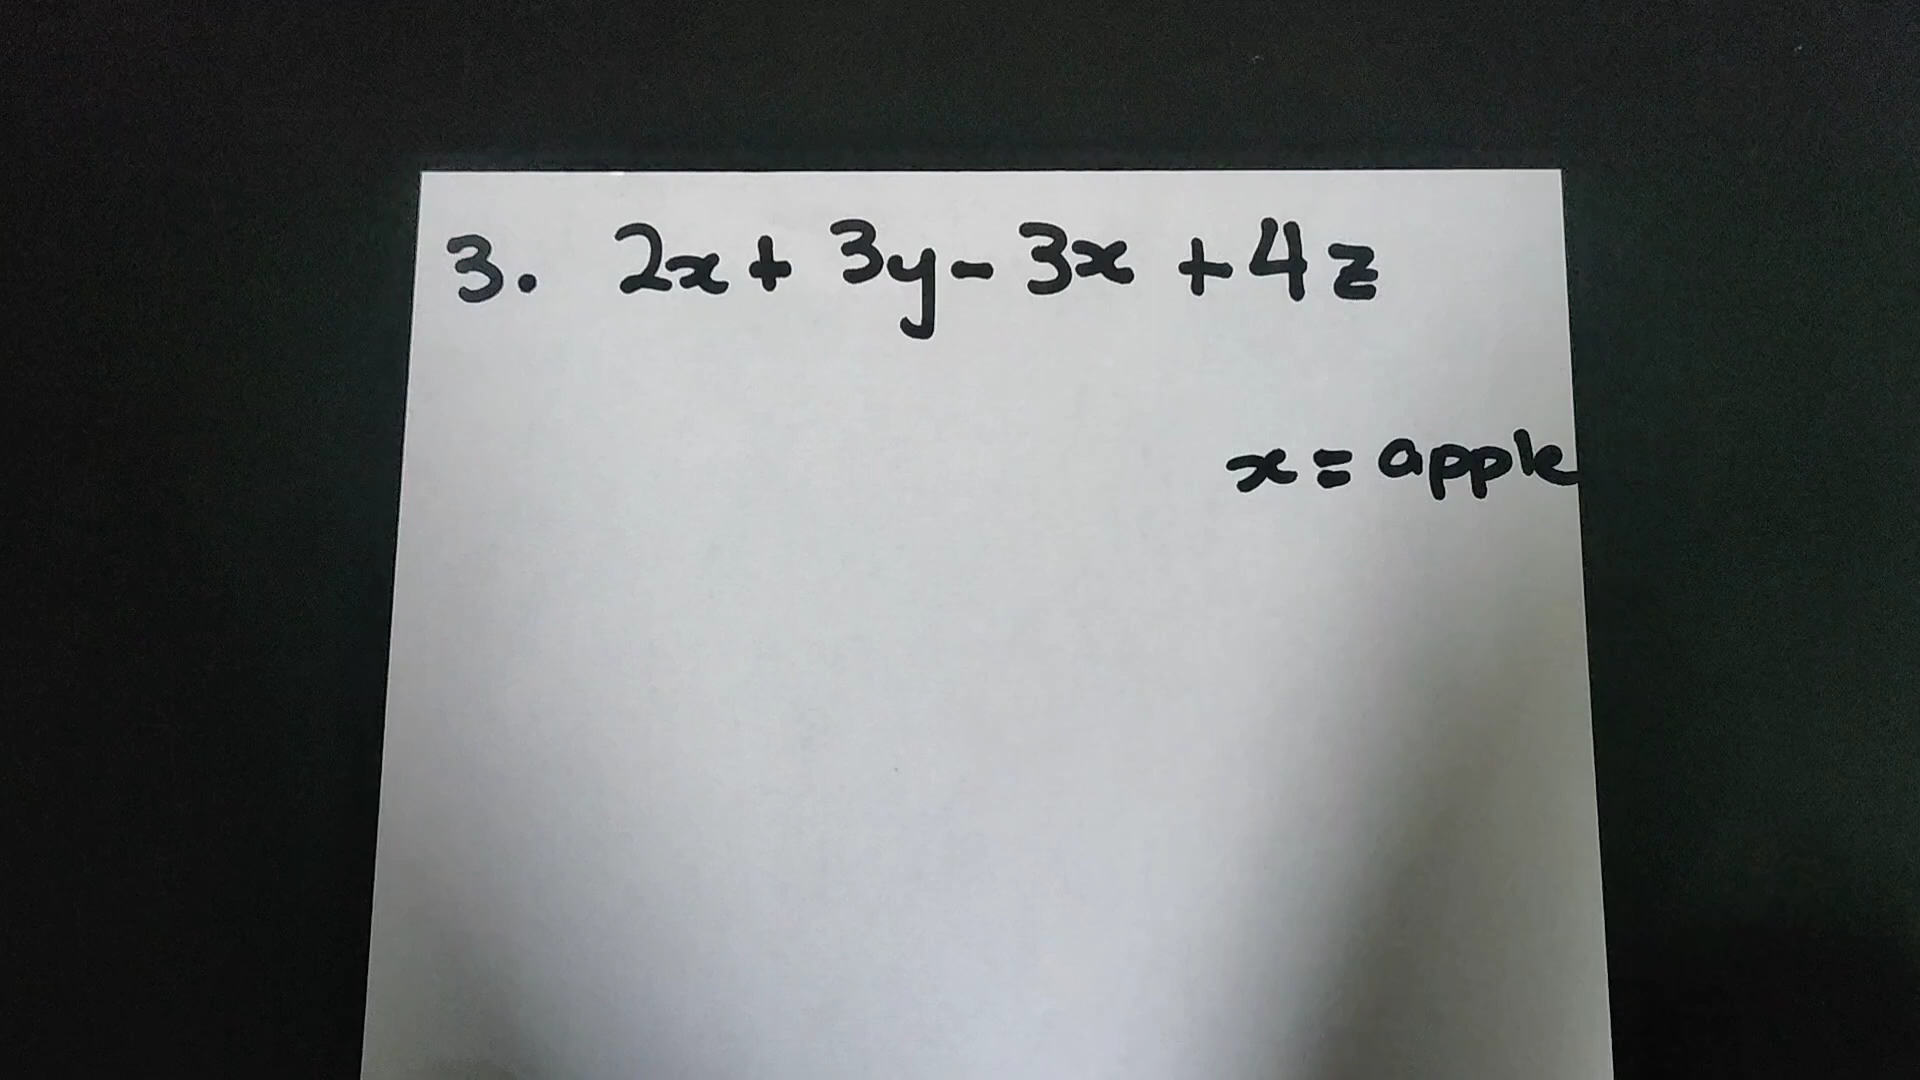 3. 2x + 3y - 3x + 4z
x = apple